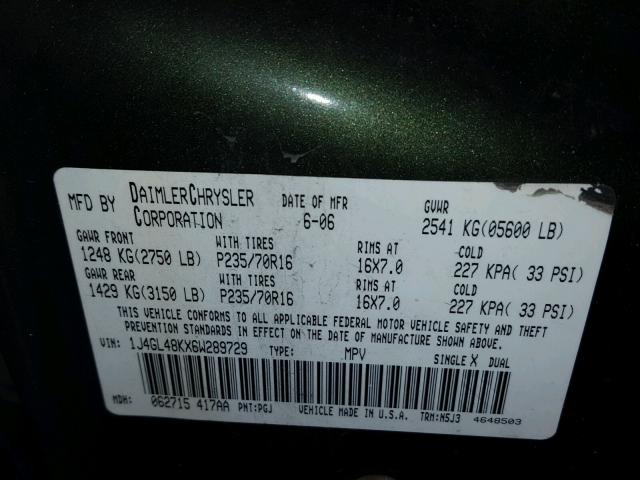 MFD BY DAIMLERCHRYSLER CORPORATION DATE OF MFR 6-06 GVWR 2541 KG(05600 LB)
GAWR FRONT WITH TIRES RIMS AT COLD
1248 KG(2750 LB) P235/70R16 16X7.0 227 KPA( 33 PSI)
GAWR REAR WITH TIRES RIMS AT COLD
1429 KG(3150 LB) P235/70R16 16X7.0 227 KPA( 33 PSI)
THIS VEHICLE CONFORMS TO ALL APPLICABLE FEDERAL MOTOR VEHICLE SAFETY AND THEFT
PREVENTION STANDARDS IN EFFECT ON THE DATE OF MANUFACTURE SHOWN ABOVE.
VIN: 1J4GL48KX6W289729 TYPE: MPV SINGLE X DUAL
MDH: 062715 417AA PNT:PGJ VEHICLE MADE IN U.S.A. TRM:N5J3 4648503